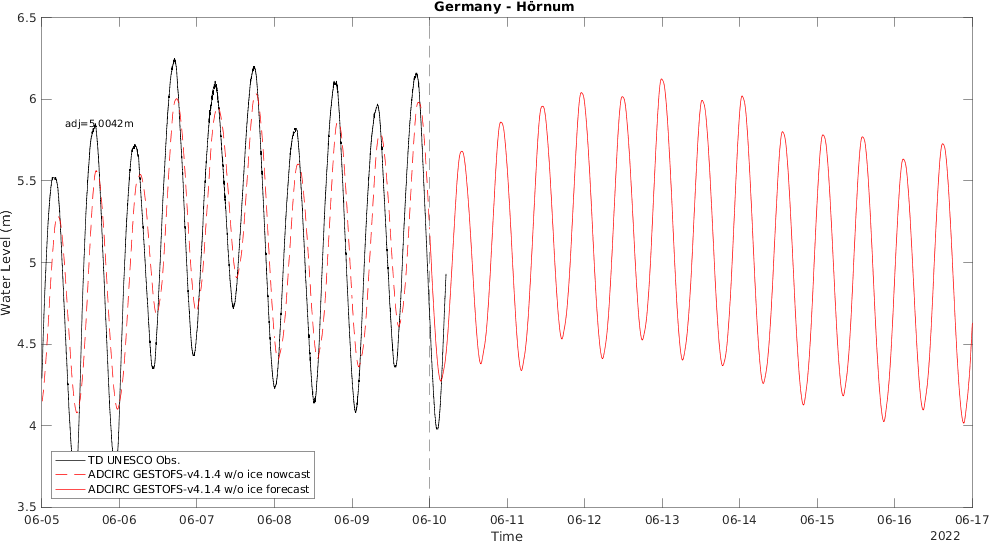 Germany - Hörnum
Water Level (m)
6.5
6
5.5
5
4.5
4
3.5
adj=5.0042m
TD UNESCO Obs.
ADCIRC GESTOFS-v4.1.4 w/o ice nowcast
ADCIRC GESTOFS-v4.1.4 w/o ice forecast
06-05 06-06 06-07 06-08 06-09 06-10 06-11 06-12 06-13 06-14 06-15 06-16 06-17
Time
2022